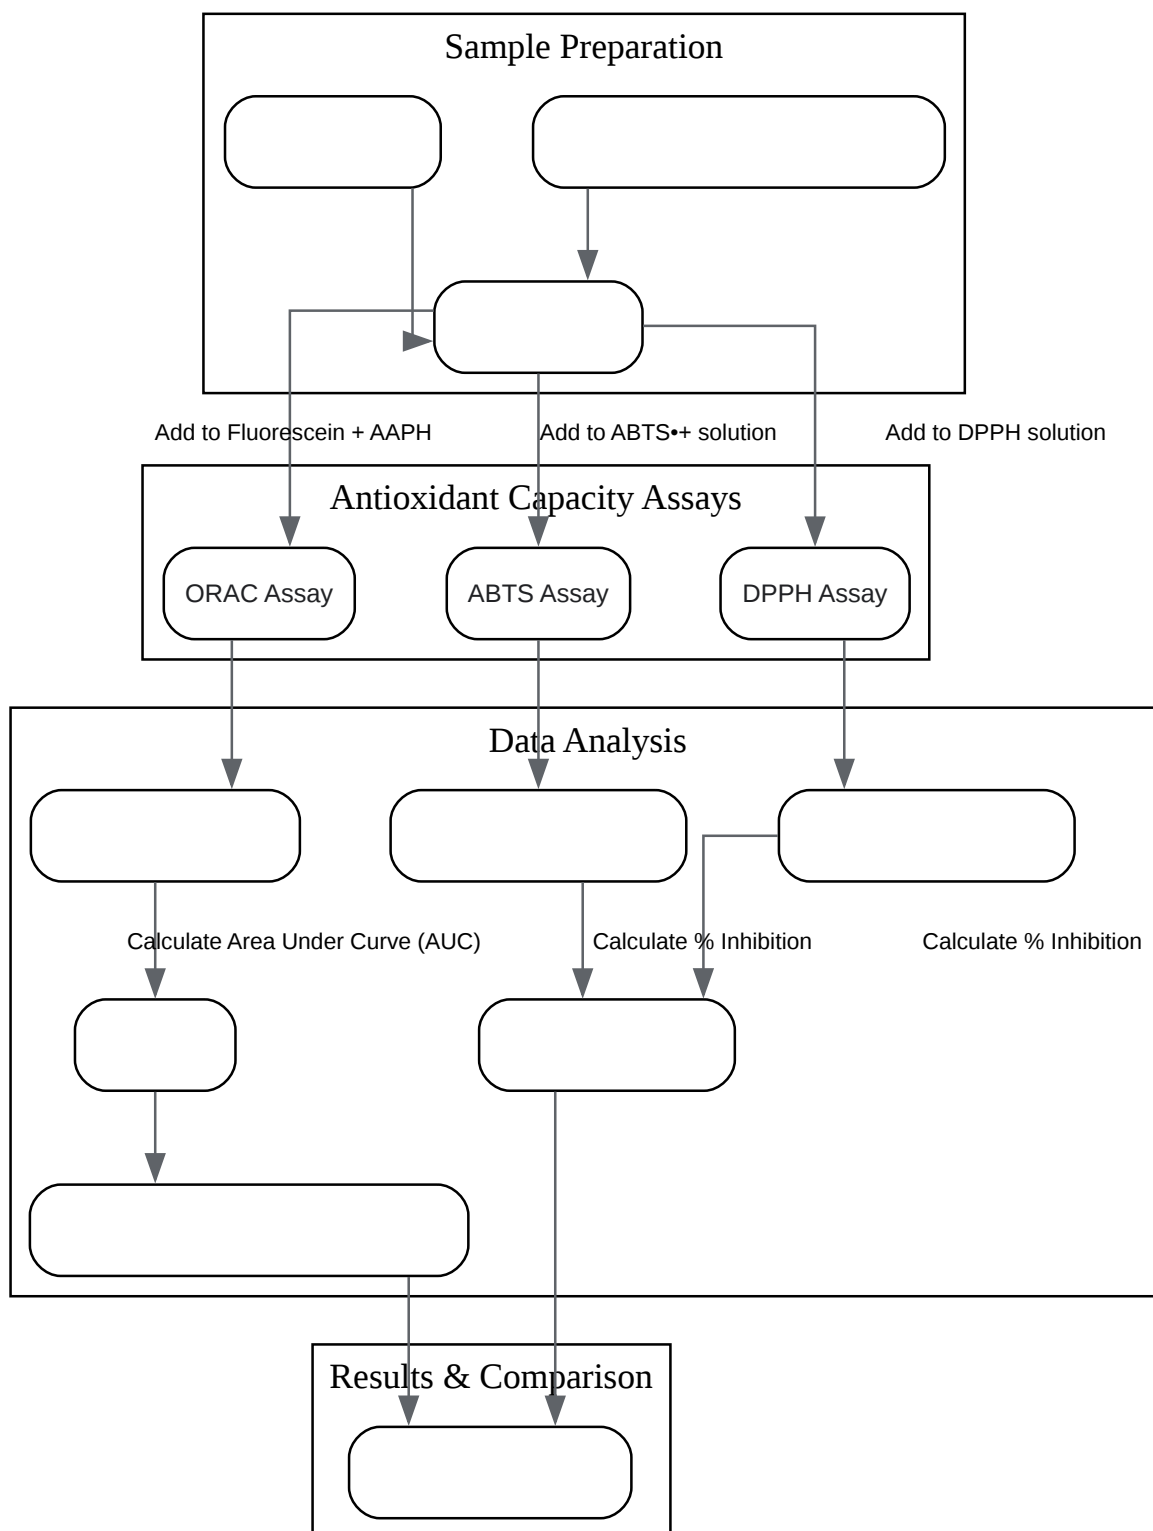 Sample Preparation
Add to Fluorescein + AAPH
Add to ABTS•+ solution
Add to DPPH solution
Antioxidant Capacity Assays
ORAC Assay
ABTS Assay
DPPH Assay
Data Analysis
Calculate Area Under Curve (AUC)
Calculate % Inhibition
Calculate % Inhibition
Results & Comparison